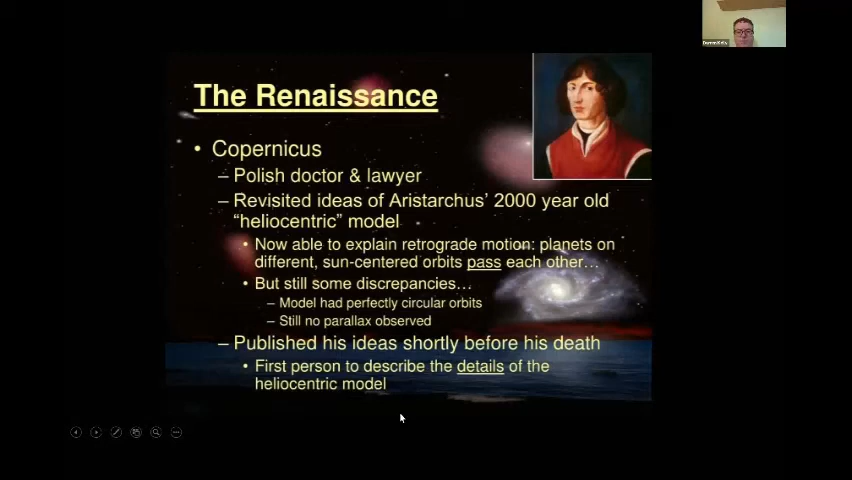 The Renaissance
• Copernicus
– Polish doctor & lawyer
– Revisited ideas of Aristarchus' 2000 year old
“heliocentric” model
• Now able to explain retrograde motion: planets on
different, sun-centered orbits pass each other…
• But still some discrepancies…
– Model had perfectly circular orbits
– Still no parallax observed
– Published his ideas shortly before his death
• First person to describe the details of the
heliocentric model